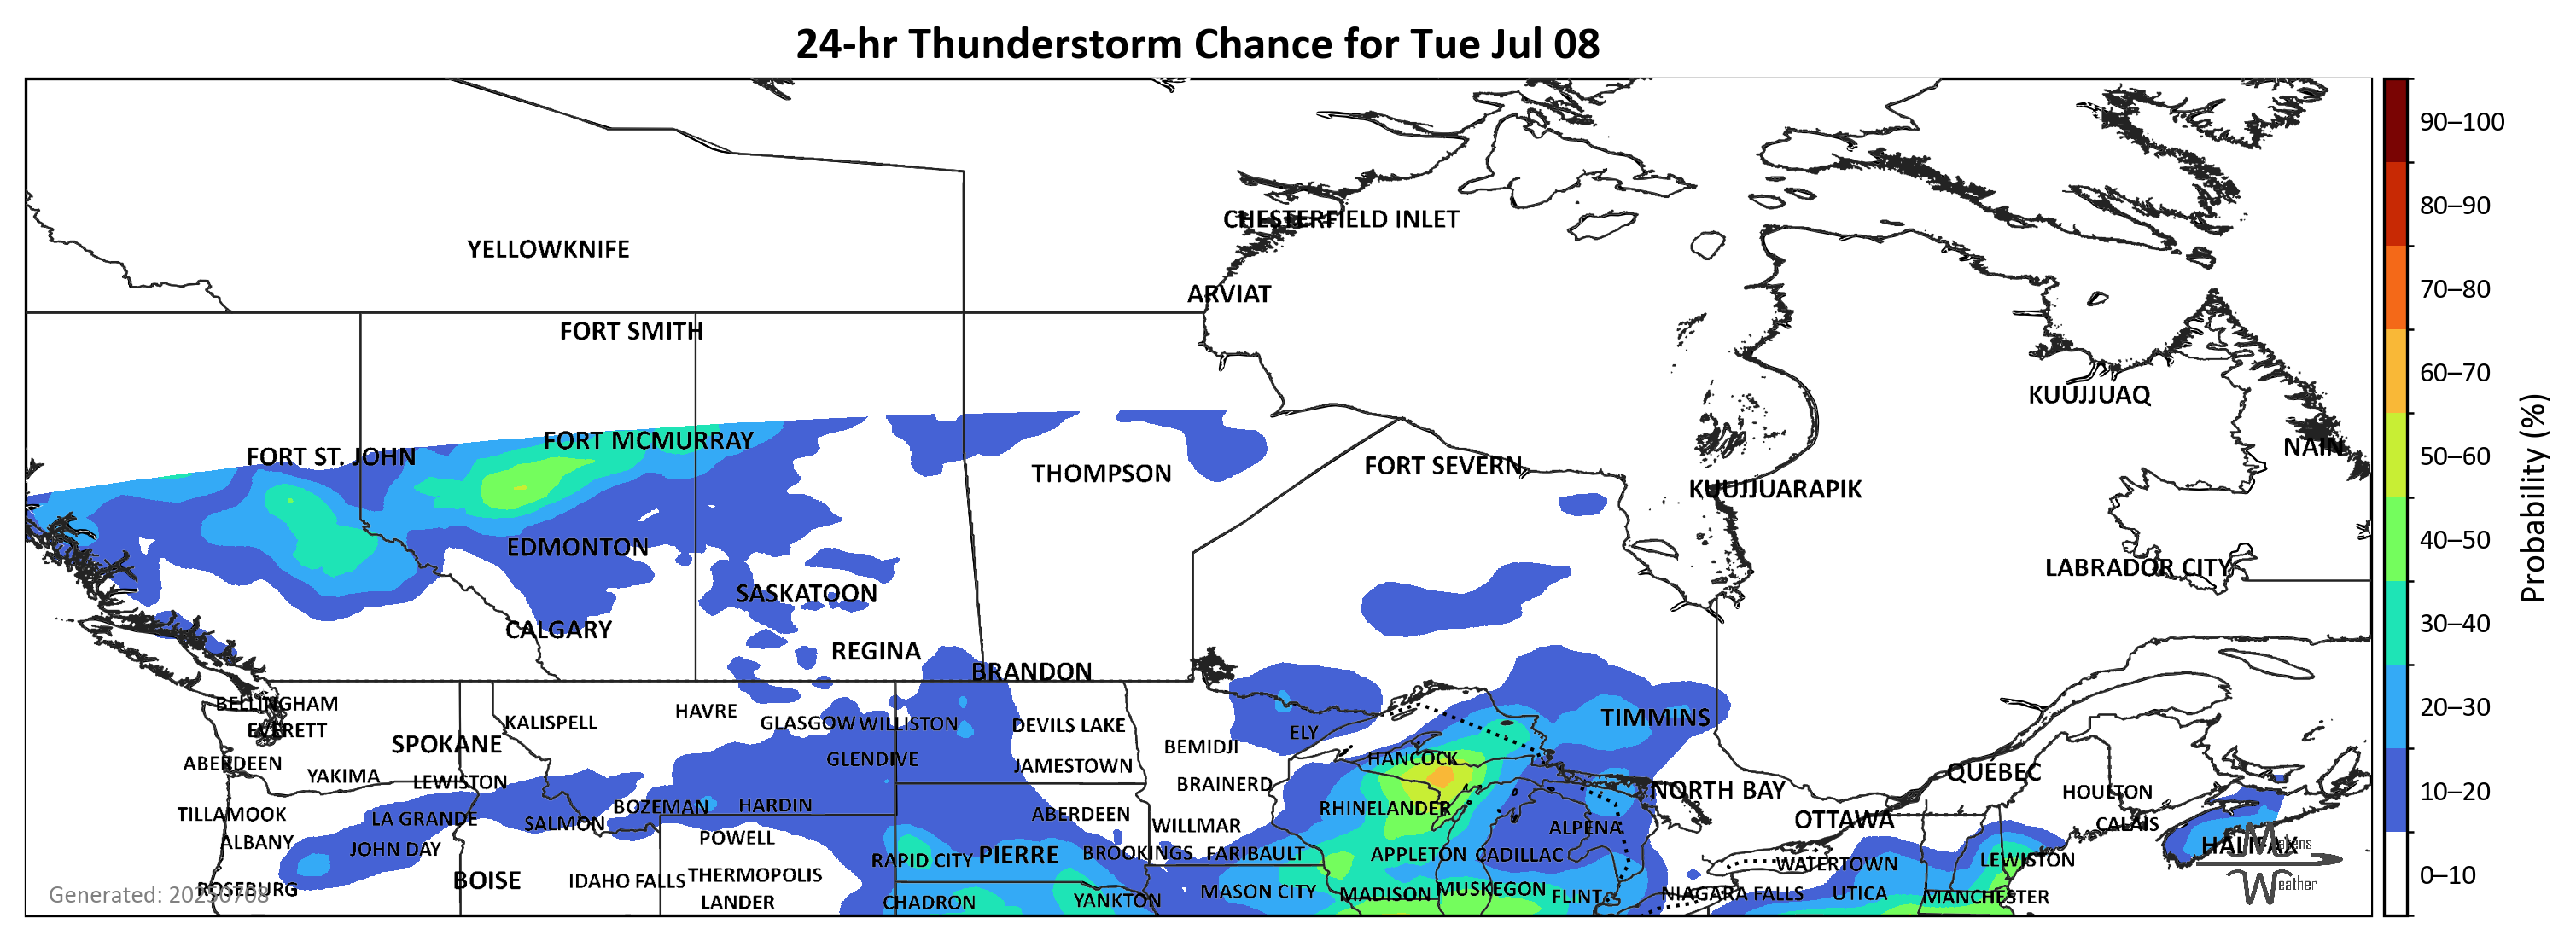 24-hr Thunderstorm Chance for Tue Jul 08
90–100
80–90
CHESTERFIELD INLET
YELLOWKNIFE
70–80
ARVIAT
FORT SMITH
60–70
KUUJJUAQ
FORT MCMURRAY
NAIN
50–60
FORT ST. JOHN
FORT SEVERN
THOMPSON
KUUJJUARAPIK
Probability (%)
40–50
EDMONTON
LABRADOR CITY
SASKATOON
30–40
CALGARY
REGINA
BRANDON
BELLINGHAM
20–30
HAVRE
TIMMINS
KALISPELL
GLASGOW WILLISTON
DEVILS LAKE
EVERETT
ELY
SPOKANE
BEMIDJI
HANCOCK
GLENDIVE
ABERDEEN
JAMESTOWN
QUÉBEC
YAKIMA
LEWISTON
BRAINERD
NORTH BAY
HOULTON
10–20
BOZEMAN
HARDIN
RHINELANDER
TILLAMOOK
ABERDEEN
LA GRANDE
OTTAWA
SALMON
WILLMAR
CALAIS
ALPENA
POWELL
ALBANY
HALIFAX
Matens
JOHN DAY
BROOKINGS
FARIBAULT
APPLETON
CADILLAC
PIERRE
RAPID CITY
LEWISTON
WATERTOWN
THERMOPOLIS
0–10
BOISE
IDAHO FALLS
Weather
ROSEBURG
MUSKEGON
MASON CITY
MADISON
NIAGARA FALLS
UTICA
Generated: 20250708
FLINT
MANCHESTER
YANKTON
LANDER
CHADRON